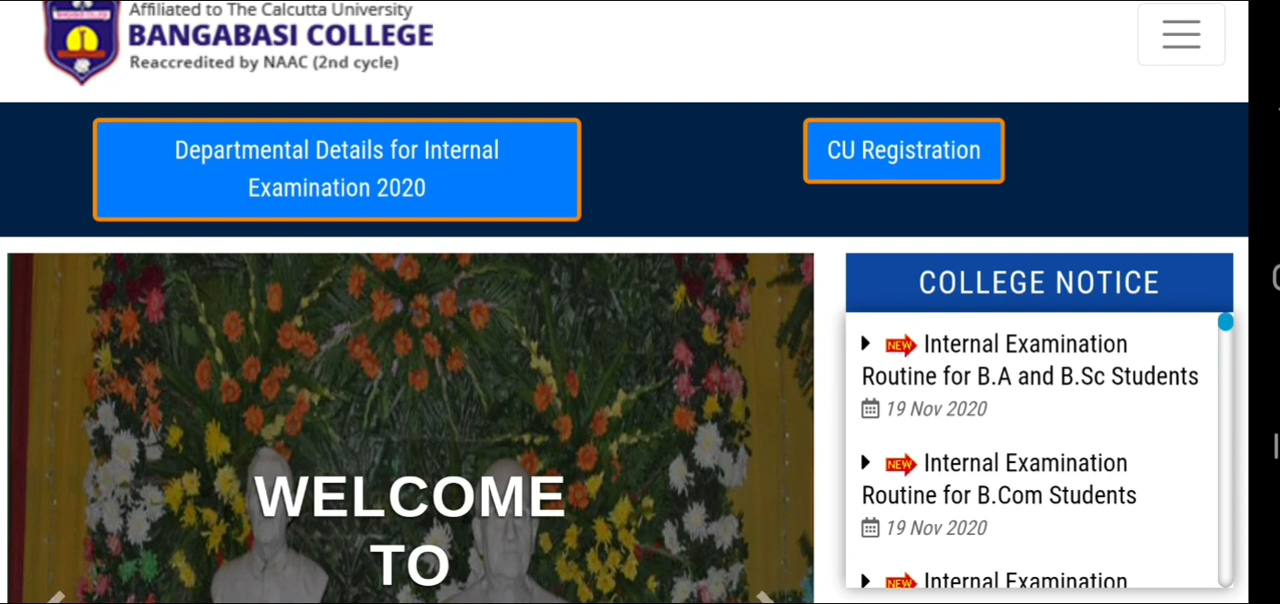 Affiliated to The Calcutta University
BANGABASI COLLEGE
Reaccredited by NAAC (2nd cycle)
Departmental Details for Internal
Examination 2020
CU Registration
WELCOME
TO
COLLEGE NOTICE
NEW Internal Examination
Routine for B.A and B.Sc Students
19 Nov 2020
NEW Internal Examination
Routine for B.Com Students
19 Nov 2020
NEW Internal Examination